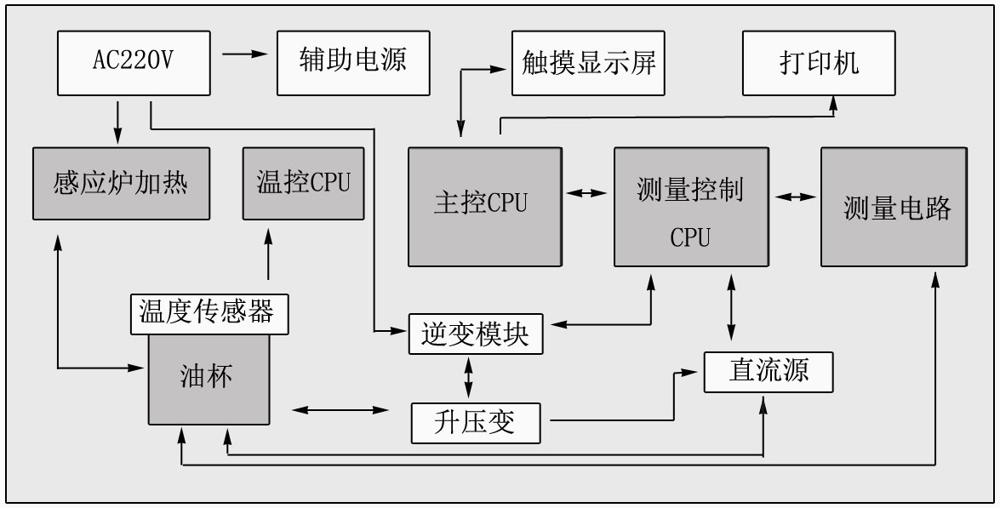 AC220V
辅助电源
触摸显示屏
打印机
感应炉加热
温控CPU
主控CPU
测量控制
CPU
测量电路
温度传感器
油杯
逆变模块
升压变
直流源